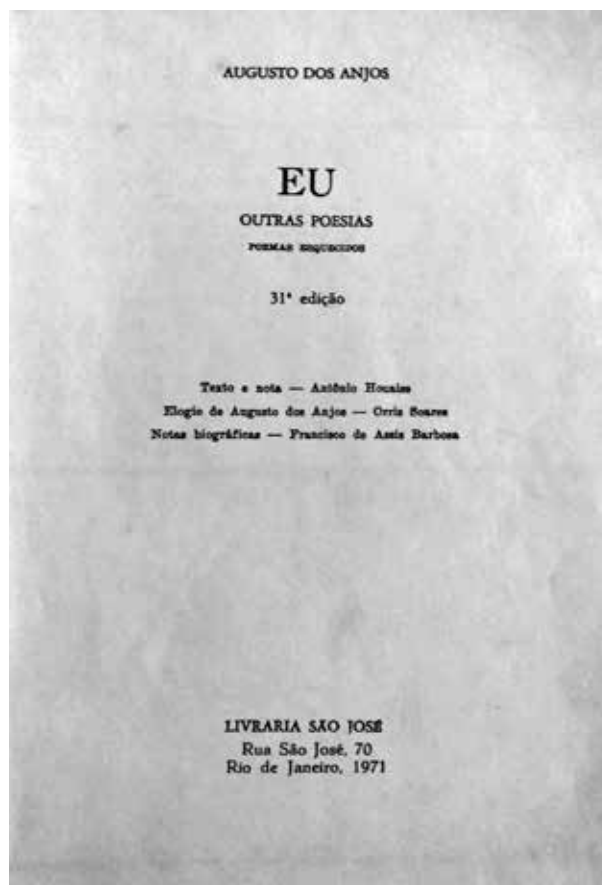 AUGUSTO DOS ANJOS
EU
OUTRAS POESIAS
POEMAS ESQUECIDOS
31ª edição
Texto e nota — Antônio Houaiss
Elogio de Augusto dos Anjos — Orris Soares
Notas biográficas — Francisco de Assis Barbosa
LIVRARIA SÃO JOSÉ
Rua São José, 70
Rio de Janeiro, 1971